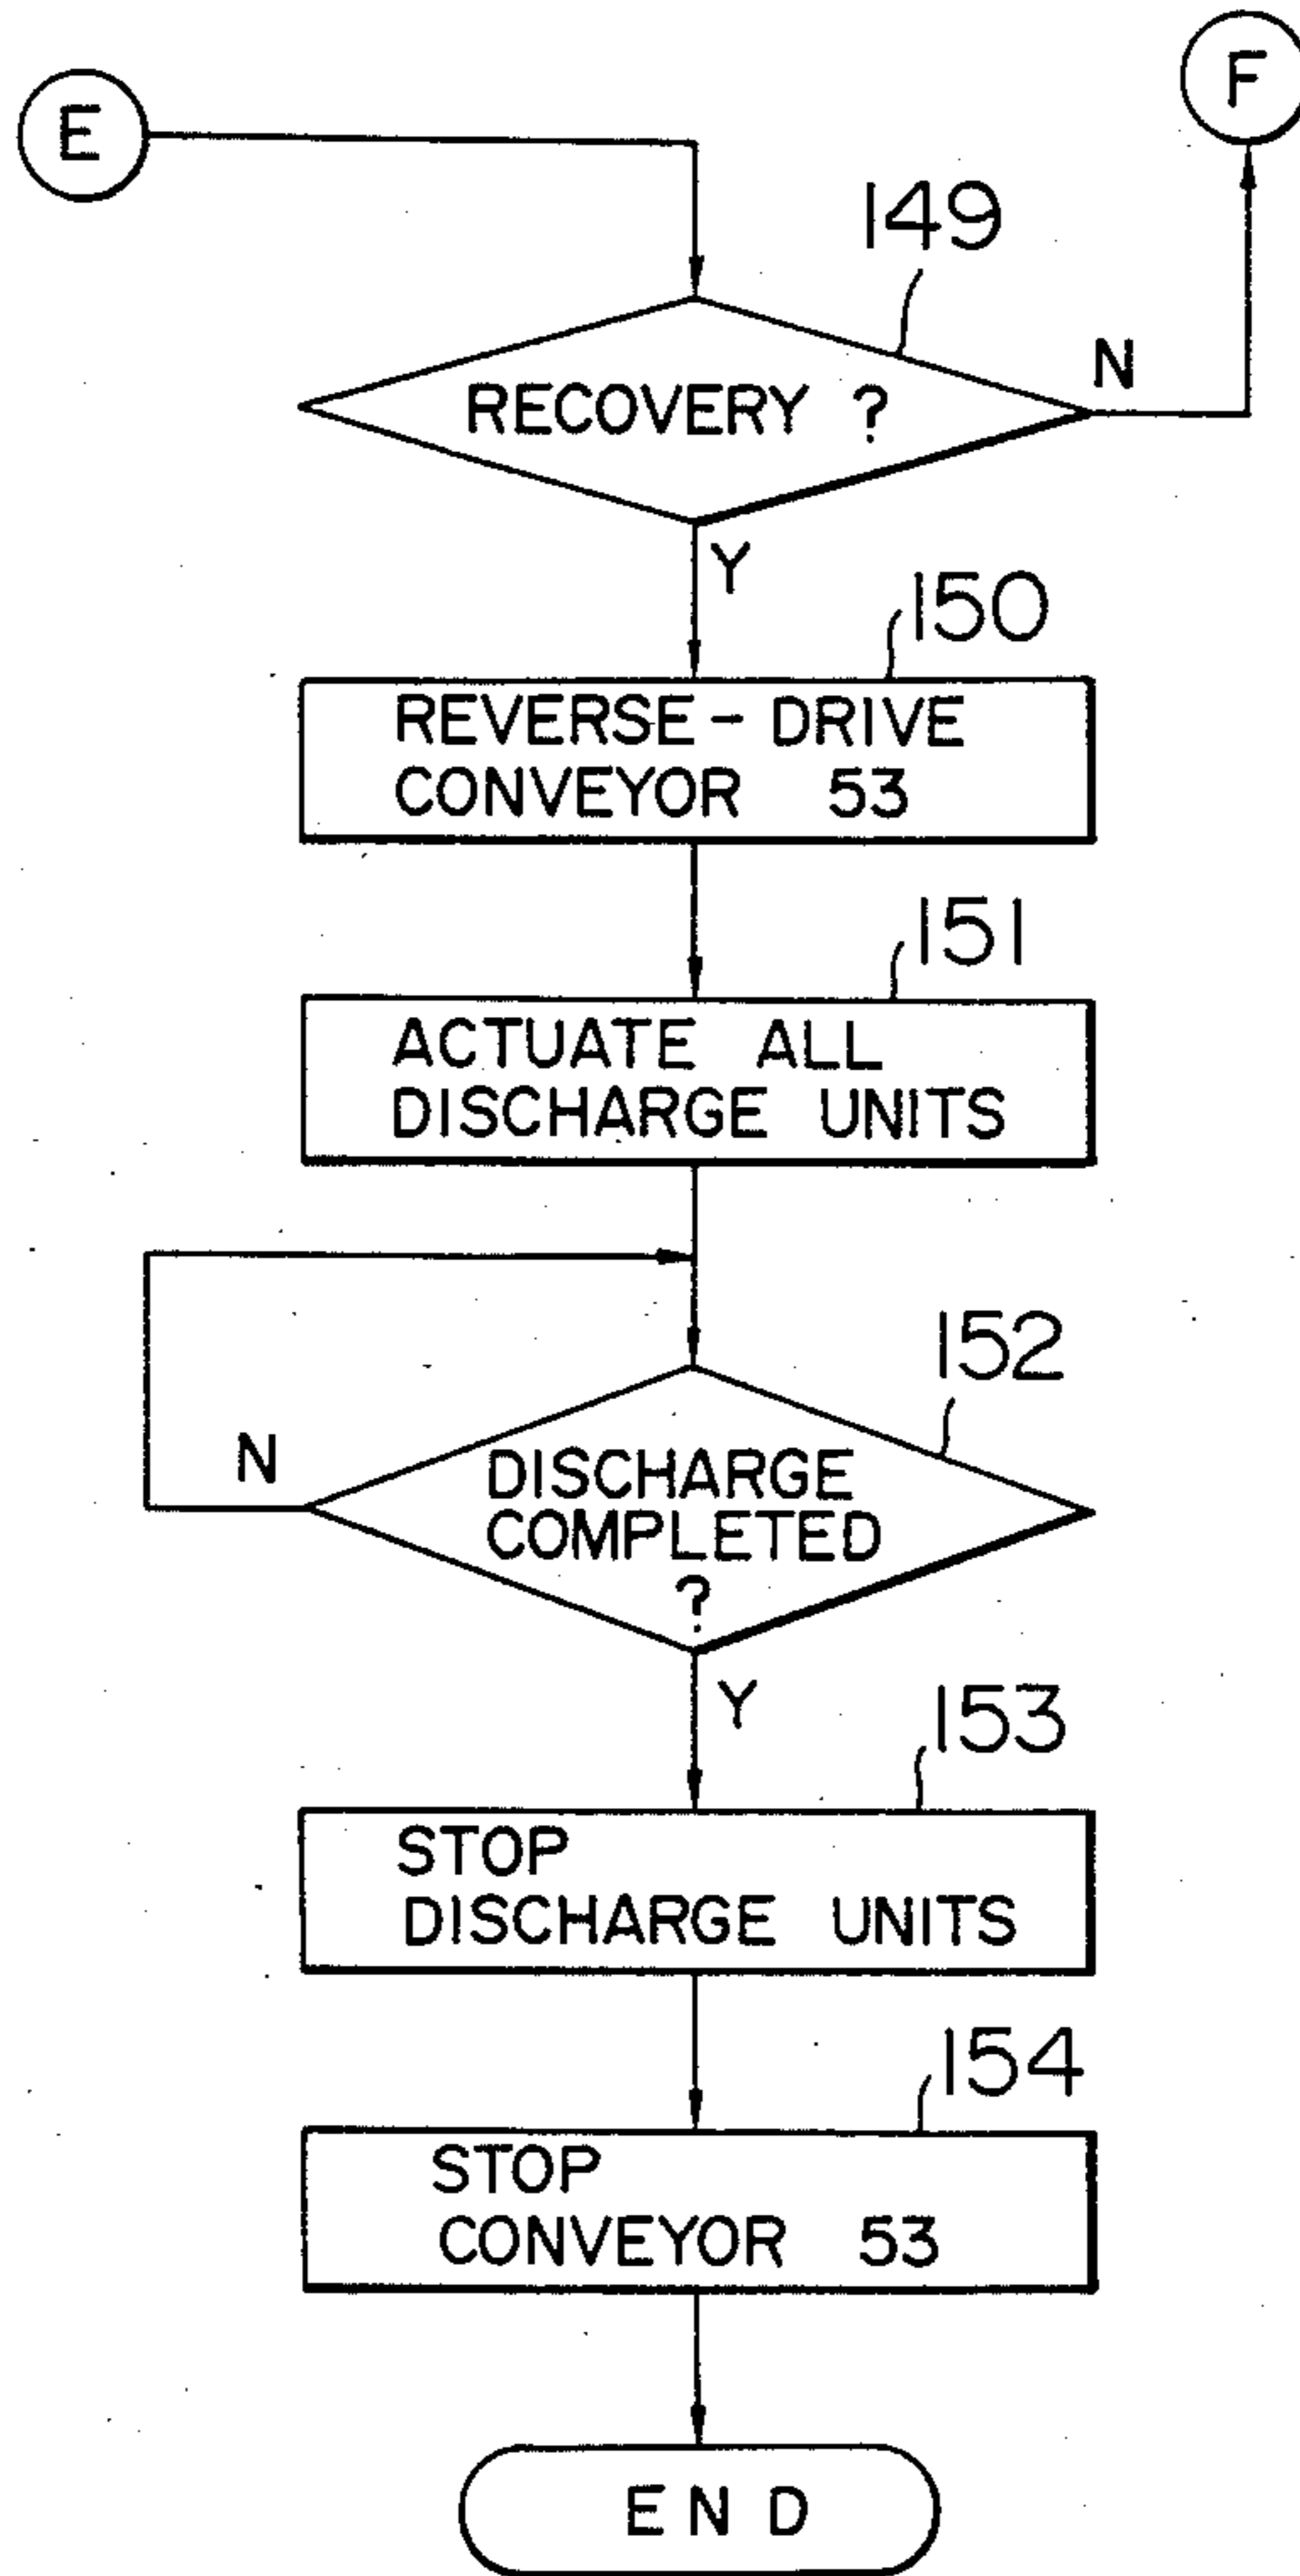 E
F
149
RECOVERY ?
N
Y
150
REVERSE - DRIVE
CONVEYOR 53
151
ACTUATE ALL
DISCHARGE UNITS
152
N
DISCHARGE
COMPLETED
?
Y
153
STOP
DISCHARGE UNITS
154
STOP
CONVEYOR 53
END